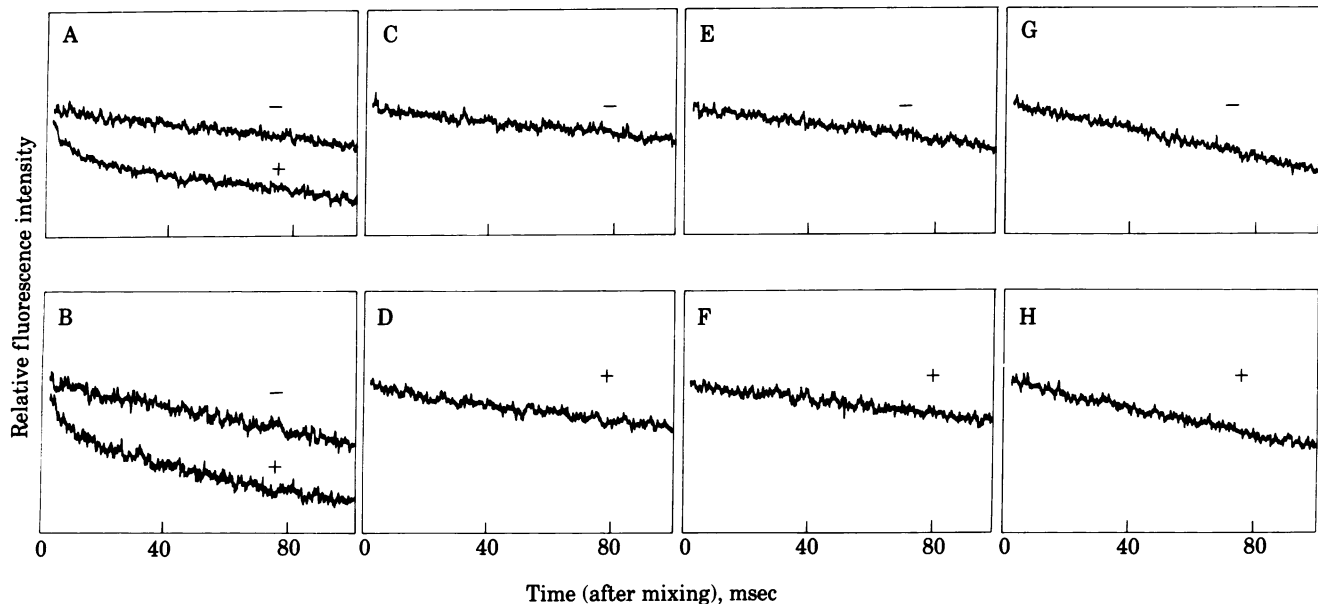 A
C
E
G
−
−
−
−
+
Relative fluorescence intensity
B
D
F
H
−
+
+
+
+
0 40 80 0 40 80 0 40 80 0 40 80
Time (after mixing), msec